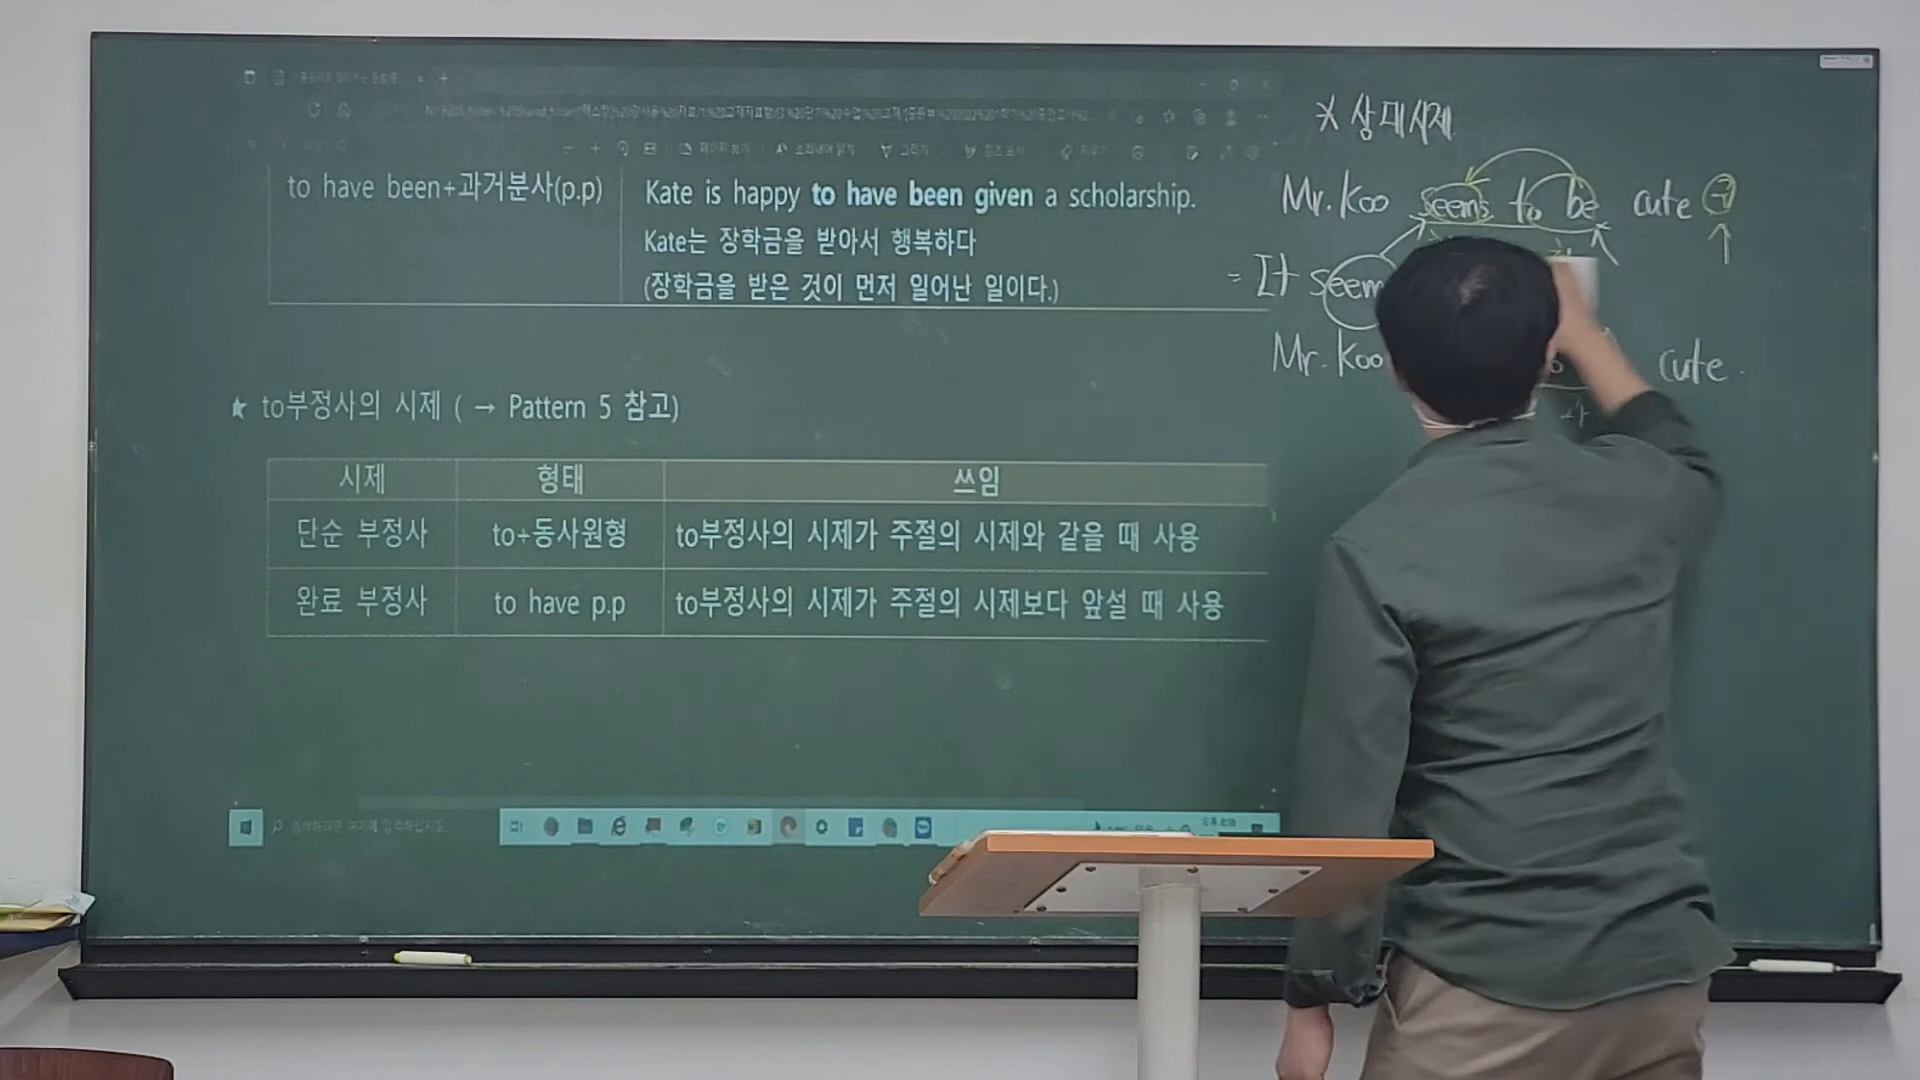 to have been+과거분사(p.p)
Kate is happy to have been given a scholarship.
Kate는 장학금을 받아서 행복하다
(장학금을 받은 것이 먼저 일어난 일이다.)
★ to부정사의 시제 ( → Pattern 5 참고)
시제 형태 쓰임
단순 부정사 to+동사원형 to부정사의 시제가 주절의 시제와 같을 때 사용
완료 부정사 to have p.p to부정사의 시제가 주절의 시제보다 앞설 때 사용
상대시제
Mr. Koo seems to be cute
= It seem
Mr. Koo cute.